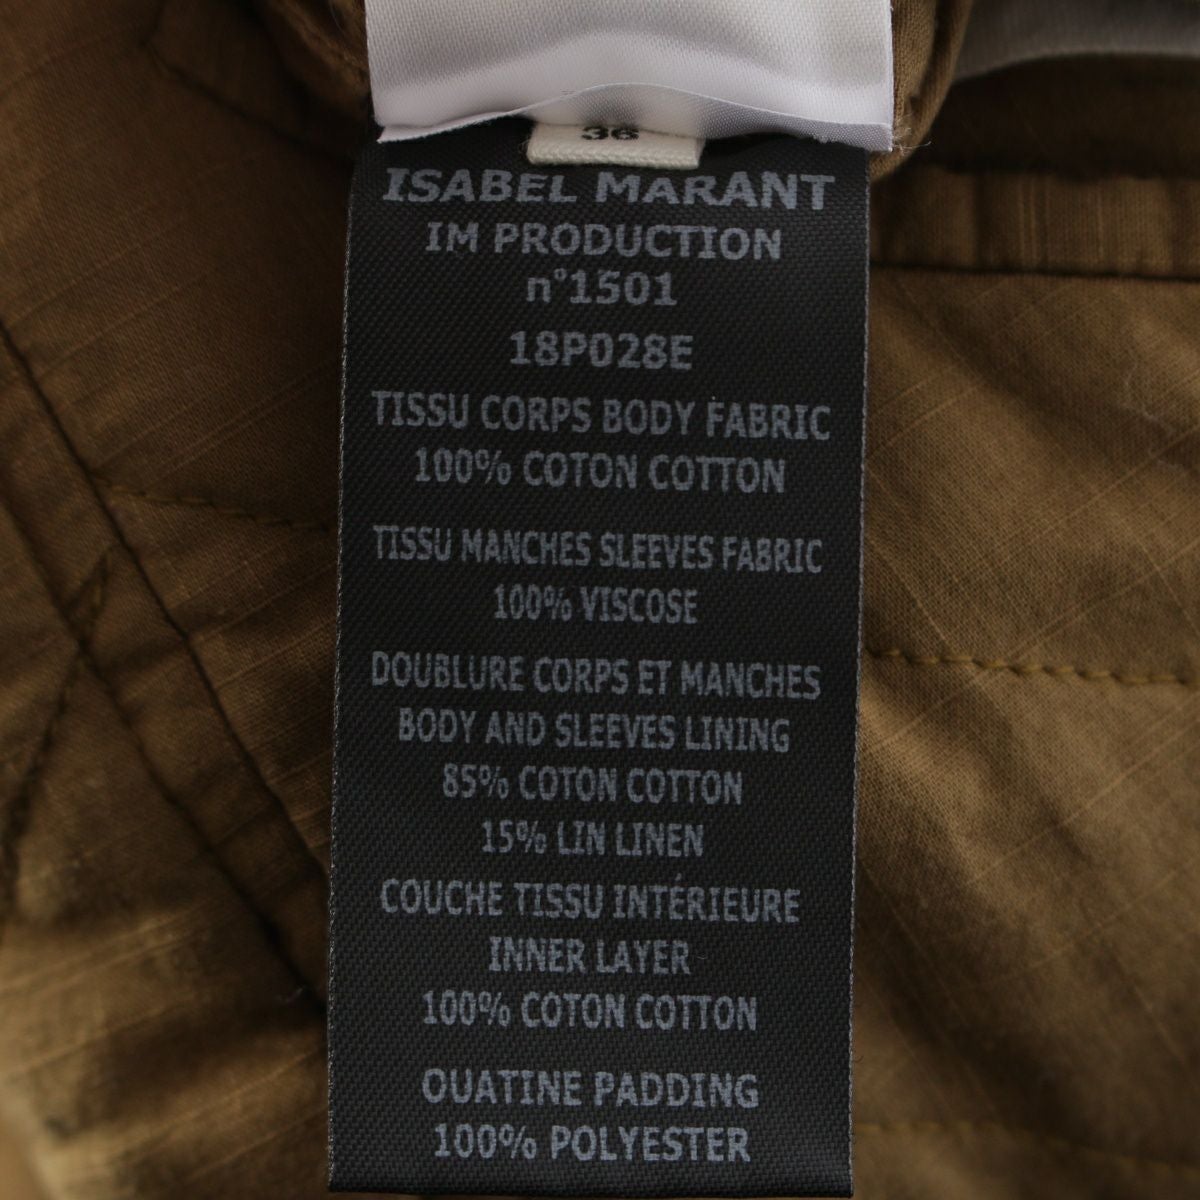 36
ISABEL MARANT
IM PRODUCTION
n°1501
18P028E
TISSU CORPS BODY FABRIC
100% COTON COTTON
TISSU MANCHES SLEEVES FABRIC
100% VISCOSE
DOUBLURE CORPS ET MANCHES
BODY AND SLEEVES LINING
85% COTON COTTON
15% LIN LINEN
COUCHE TISSU INTÉRIEURE
INNER LAYER
100% COTON COTTON
OUATINE PADDING
100% POLYESTER